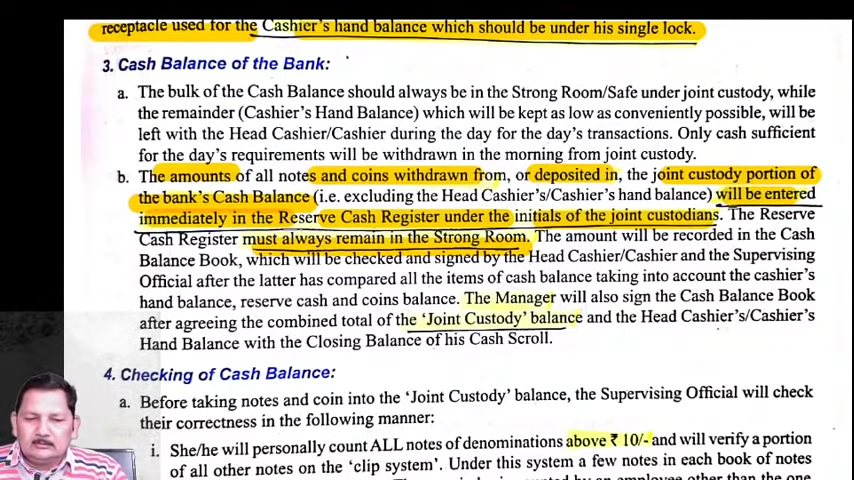 receptacle used for the Cashier's hand balance which should be under his single lock.
3. Cash Balance of the Bank:
a. The bulk of the Cash Balance should always be in the Strong Room/Safe under joint custody, while
the remainder (Cashier's Hand Balance) which will be kept as low as conveniently possible, will be
left with the Head Cashier/Cashier during the day for the day's transactions. Only cash sufficient
for the day's requirements will be withdrawn in the morning from joint custody.
b. The amounts of all notes and coins withdrawn from, or deposited in, the joint custody portion of
the bank's Cash Balance (i.e. excluding the Head Cashier's/Cashier's hand balance) will be entered
immediately in the Reserve Cash Register under the initials of the joint custodians. The Reserve
Cash Register must always remain in the Strong Room. The amount will be recorded in the Cash
Balance Book, which will be checked and signed by the Head Cashier/Cashier and the Supervising
Official after the latter has compared all the items of cash balance taking into account the cashier's
hand balance, reserve cash and coins balance. The Manager will also sign the Cash Balance Book
after agreeing the combined total of the 'Joint Custody' balance and the Head Cashier's/Cashier's
Hand Balance with the Closing Balance of his Cash Scroll.
4. Checking of Cash Balance:
a. Before taking notes and coin into the 'Joint Custody' balance, the Supervising Official will check
their correctness in the following manner:
i. She/he will personally count ALL notes of denominations above ₹ 10/- and will verify a portion
of all other notes on the 'clip system'. Under this system a few notes in each book of notes